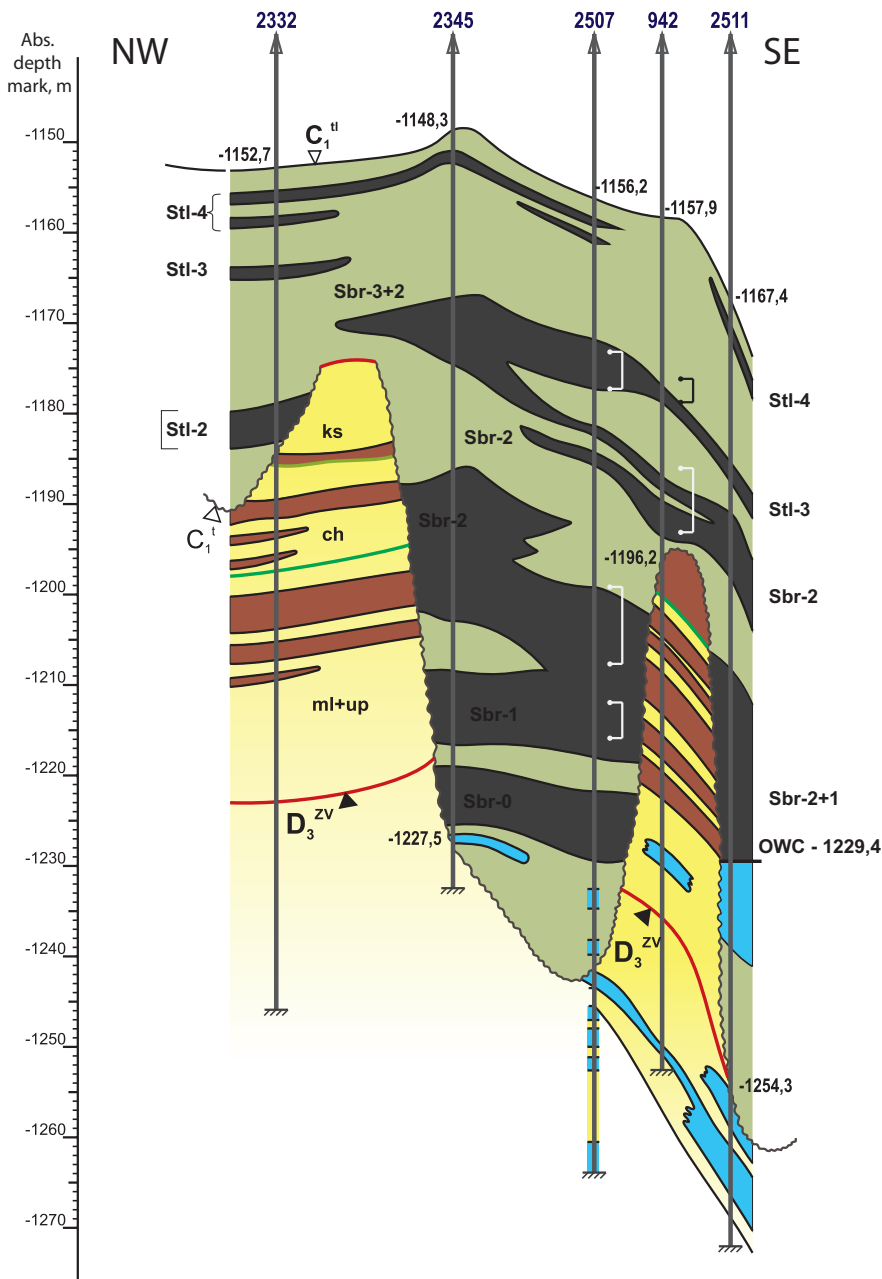 2332 2345 2507 942 2511
Abs.
depth
mark, m
NW
SE
-1148,3
C₁ᵗˡ
-1150
-1152,7
-1156,2
-1157,9
Stl-4
-1160
Stl-3
Sbr-3+2
-1167,4
-1170
-1180
Stl-4
Stl-2
ks
Sbr-2
-1190
Stl-3
Sbr-2
C₁ᵗ
ch
-1196,2
-1200
Sbr-2
-1210
ml+up
Sbr-1
-1220
Sbr-0
Sbr-2+1
D₃ᶻⱽ
-1227,5
OWC - 1229,4
-1230
-1240
D₃ᶻⱽ
-1250
-1254,3
-1260
-1270